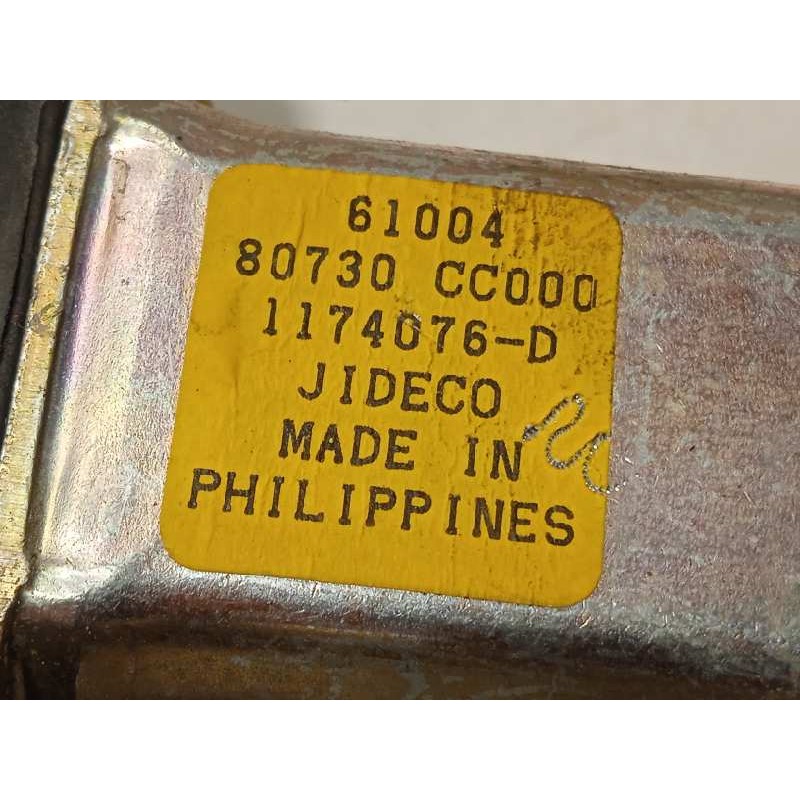 61004
80730 CC000
1174076-D
JIDECO
MADE IN
PHILIPPINES